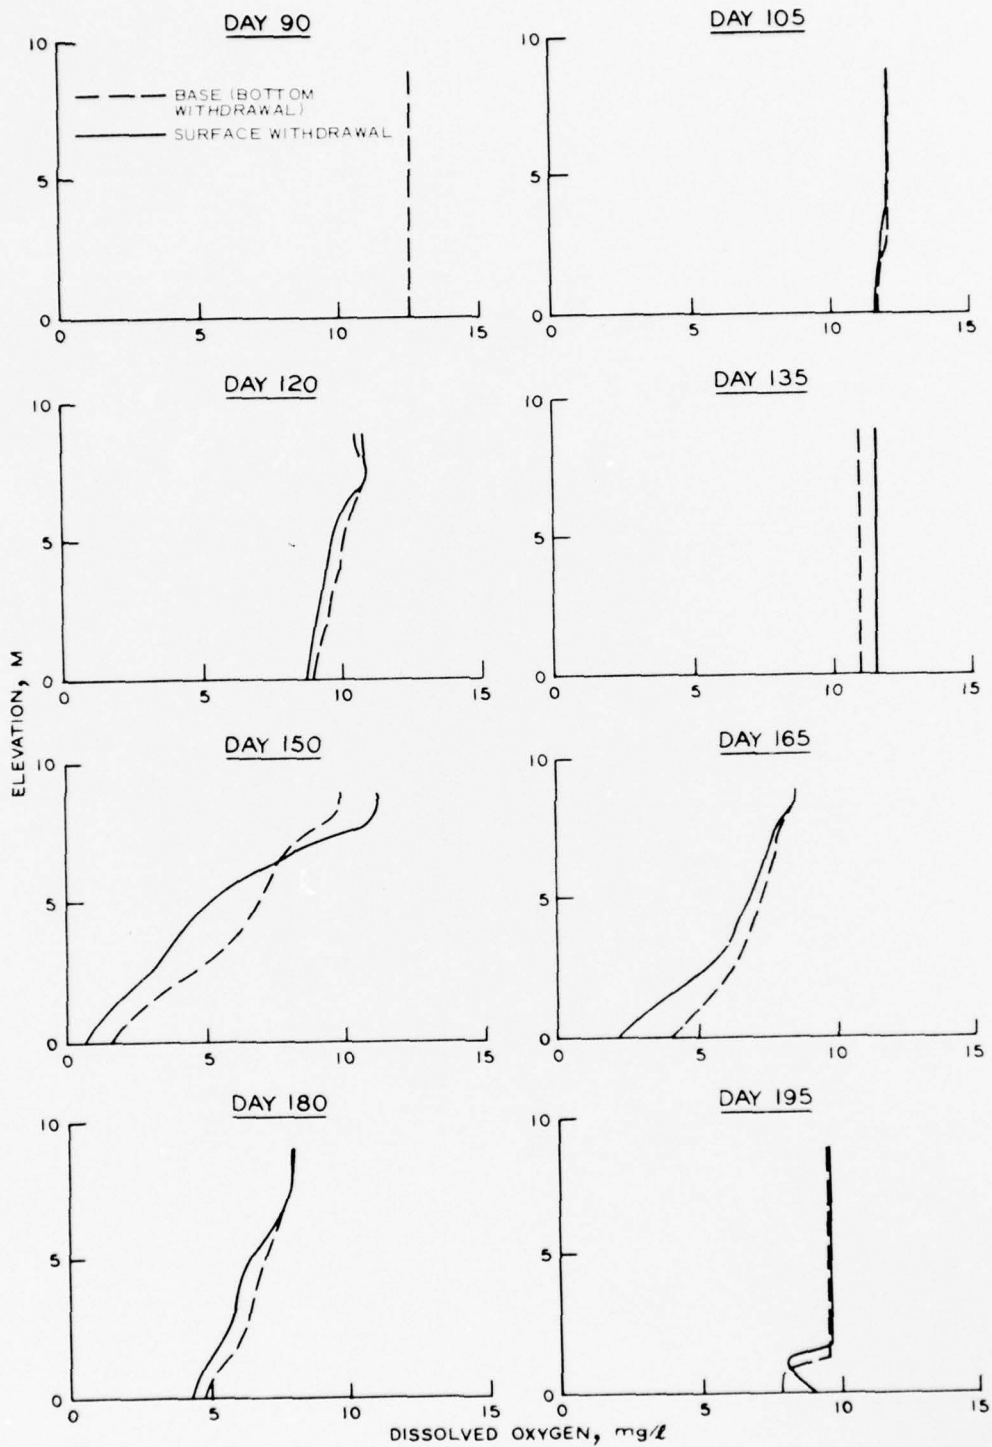 DAY 90
10
5
0
0 5 10 15
BASE (BOTTOM
WITHDRAWAL)
SURFACE WITHDRAWAL
DAY 105
10
5
0
0 5 10 15
DAY 120
10
5
0
0 5 10 15
DAY 135
10
5
0
0 5 10 15
ELEVATION, M
DAY 150
10
5
0
0 5 10 15
DAY 165
10
5
0
0 5 10 15
DAY 180
10
5
0
0 5 10 15
DAY 195
10
5
0
0 5 10 15
DISSOLVED OXYGEN, mg/ℓ